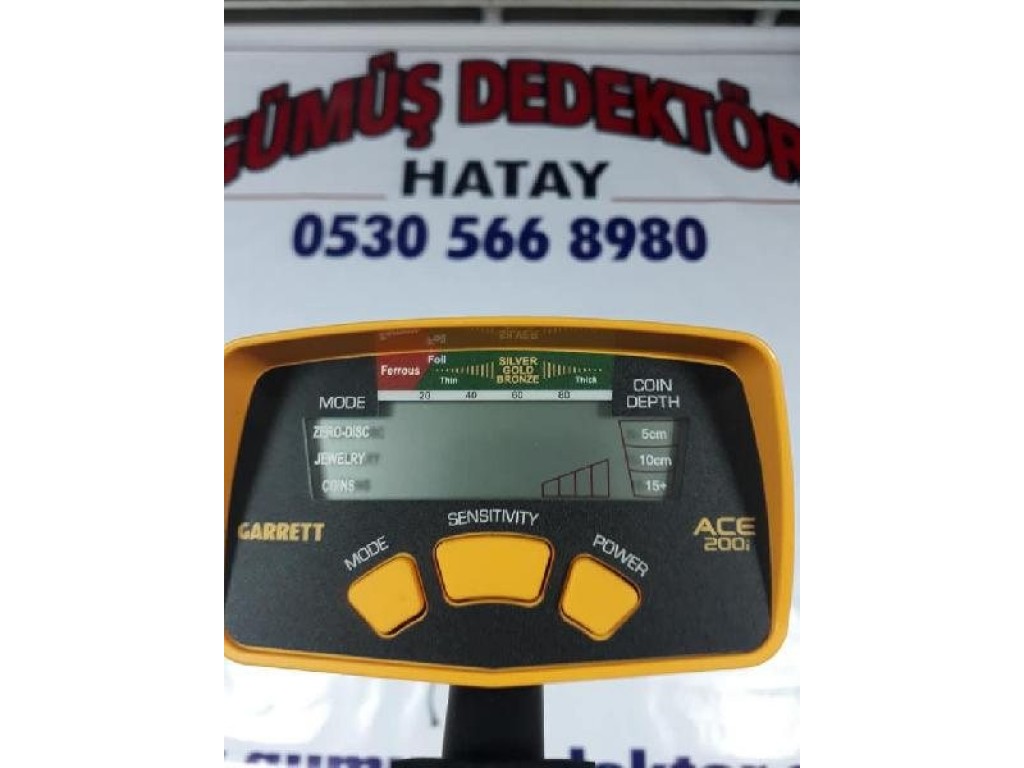 GÜMÜŞ DEDEKTÖR
HATAY
0530 566 8980
Ferrous Foil Thin SILVER GOLD BRONZE Thick
20 40 60 80
MODE
COIN DEPTH
ZERO-DISC 5cm
JEWELRY 10cm
COINS 15+
GARRETT
SENSITIVITY
ACE 200i
MODE
POWER